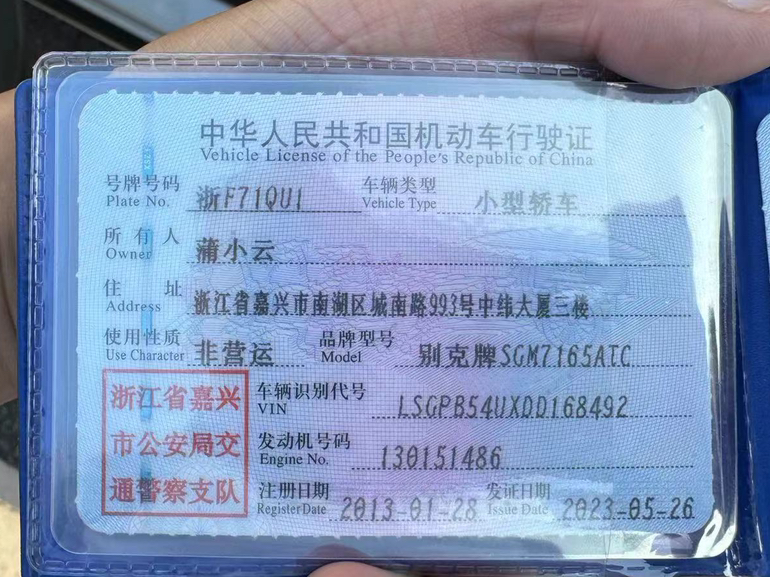 中华人民共和国机动车行驶证
Vehicle License of the People's Republic of China
号牌号码 浙F71QU1 车辆类型 小型轿车
Plate No. Vehicle Type
所有人 蒲小云
Owner
住址 浙江省嘉兴市南湖区城南路993号中纬大厦三楼
Address
使用性质 非营运 品牌型号 别克牌SGM7165ATC
Use Character Model
浙江省嘉兴
市公安局交
通警察支队
车辆识别代号 LSGPB54UXDD168492
VIN
发动机号码 130151486
Engine No.
注册日期 2013-01-28 发证日期 2023-05-26
Register Date Issue Date